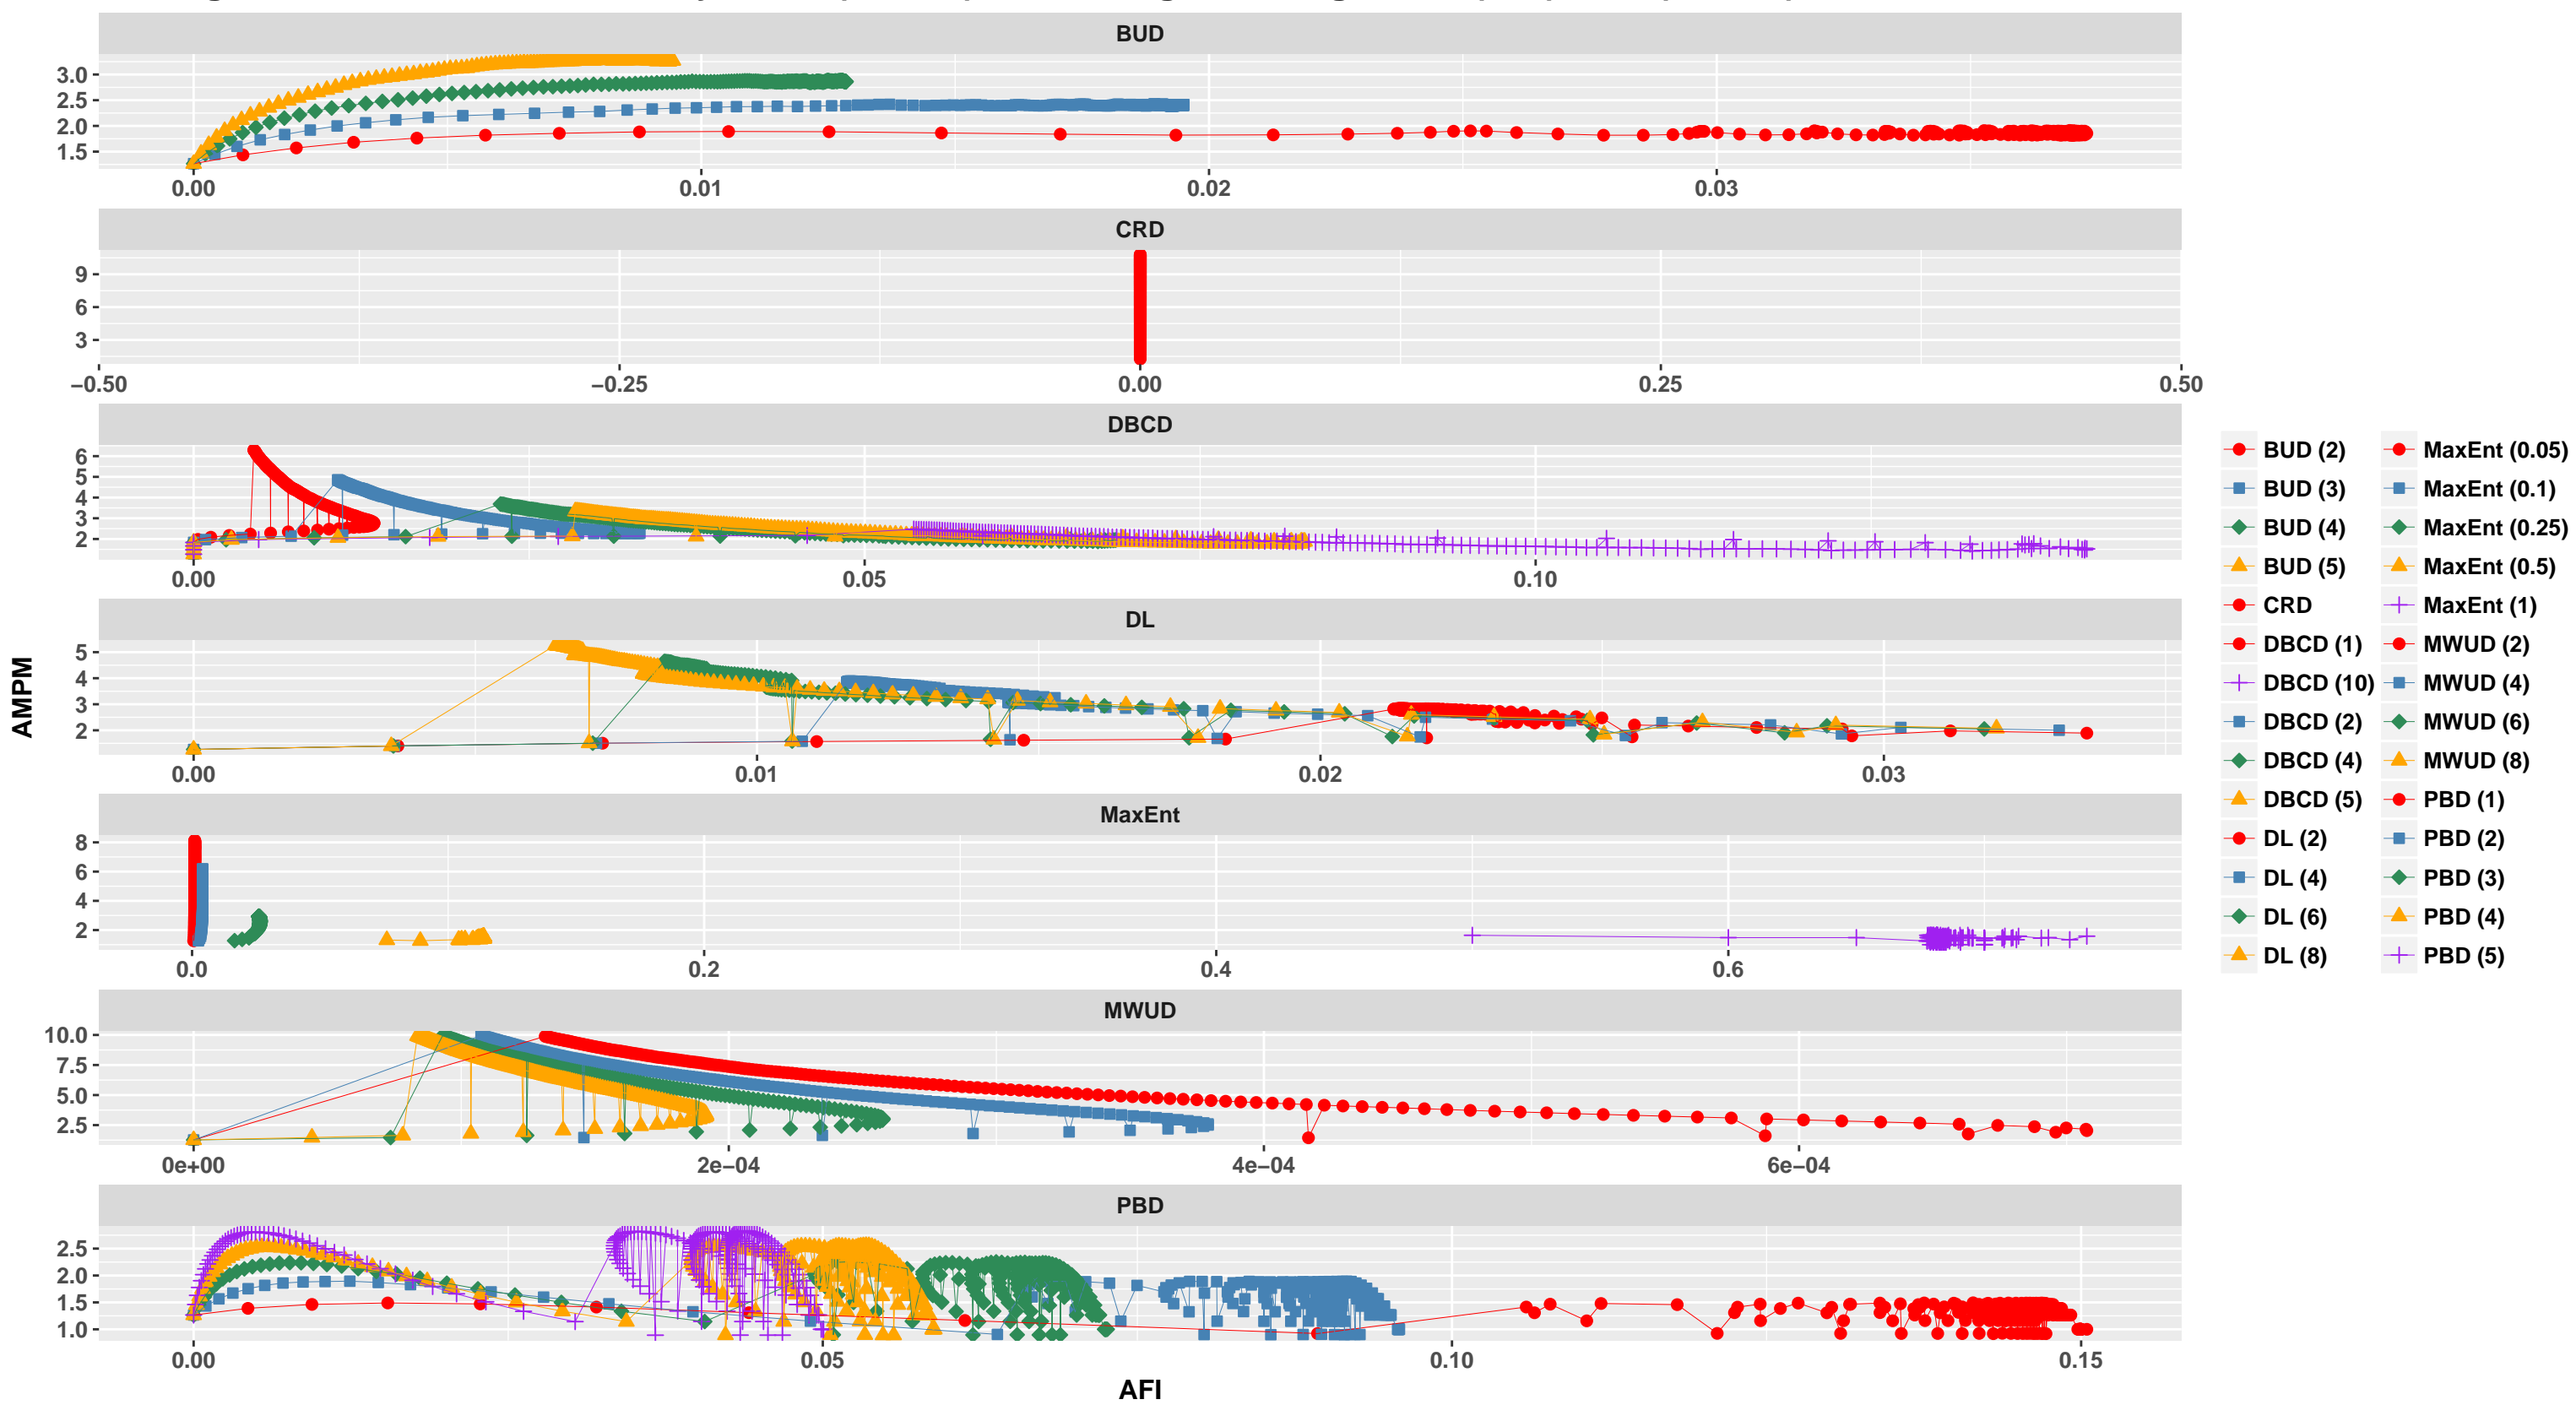 BUD
3.0
2.5
2.0
1.5
0.00 0.01 0.02 0.03
CRD
9
6
3
−0.50 −0.25 0.00 0.25 0.50
DBCD
6
5
4
3
2
0.00 0.05 0.10
DL
5
4
3
2
0.00 0.01 0.02 0.03
MaxEnt
8
6
4
2
0.0 0.2 0.4 0.6
MWUD
10.0
7.5
5.0
2.5
0e+00 2e−04 4e−04 6e−04
PBD
2.5
2.0
1.5
1.0
0.00 0.05 0.10 0.15
AFI
AMPM
BUD (2) MaxEnt (0.05)
BUD (3) MaxEnt (0.1)
BUD (4) MaxEnt (0.25)
BUD (5) MaxEnt (0.5)
CRD MaxEnt (1)
DBCD (1) MWUD (2)
DBCD (10) MWUD (4)
DBCD (2) MWUD (6)
DBCD (4) MWUD (8)
DBCD (5) PBD (1)
DL (2) PBD (2)
DL (4) PBD (3)
DL (6) PBD (4)
DL (8) PBD (5)